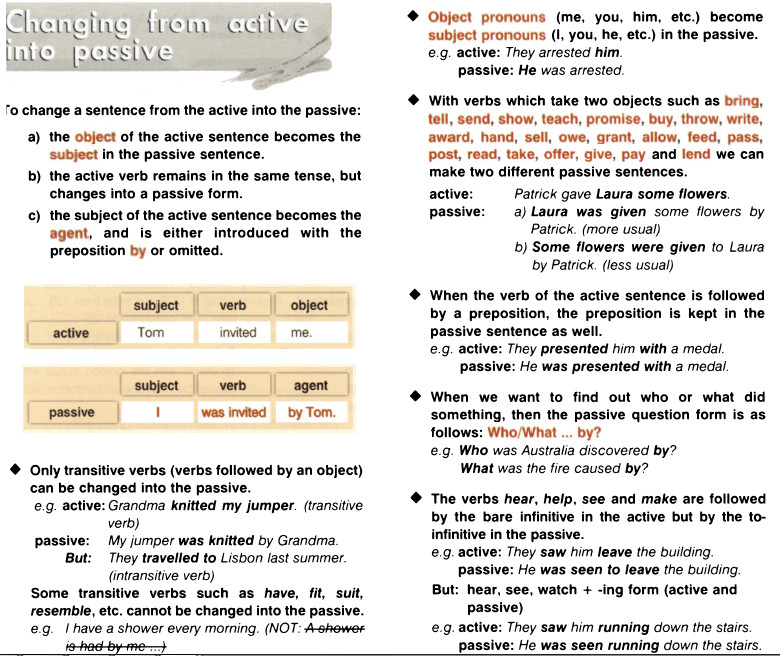 Changing from active
into passive
To change a sentence from the active into the passive:
a) the object of the active sentence becomes the
subject in the passive sentence.
b) the active verb remains in the same tense, but
changes into a passive form.
c) the subject of the active sentence becomes the
agent, and is either introduced with the
preposition by or omitted.
subject verb object
active Tom invited me.
subject verb agent
passive I was invited by Tom.
◆ Only transitive verbs (verbs followed by an object)
can be changed into the passive.
e.g. active: Grandma knitted my jumper. (transitive
verb)
passive: My jumper was knitted by Grandma.
But: They travelled to Lisbon last summer.
(intransitive verb)
Some transitive verbs such as have, fit, suit,
resemble, etc. cannot be changed into the passive.
e.g. I have a shower every morning. (NOT: A shower
is had by me ...)
◆ Object pronouns (me, you, him, etc.) become
subject pronouns (I, you, he, etc.) in the passive.
e.g. active: They arrested him.
passive: He was arrested.
◆ With verbs which take two objects such as bring,
tell, send, show, teach, promise, buy, throw, write,
award, hand, sell, owe, grant, allow, feed, pass,
post, read, take, offer, give, pay and lend we can
make two different passive sentences.
active: Patrick gave Laura some flowers.
passive: a) Laura was given some flowers by
Patrick. (more usual)
b) Some flowers were given to Laura
by Patrick. (less usual)
◆ When the verb of the active sentence is followed
by a preposition, the preposition is kept in the
passive sentence as well.
e.g. active: They presented him with a medal.
passive: He was presented with a medal.
◆ When we want to find out who or what did
something, then the passive question form is as
follows: Who/What ... by?
e.g. Who was Australia discovered by?
What was the fire caused by?
◆ The verbs hear, help, see and make are followed
by the bare infinitive in the active but by the to-
infinitive in the passive.
e.g. active: They saw him leave the building.
passive: He was seen to leave the building.
But: hear, see, watch + -ing form (active and
passive)
e.g. active: They saw him running down the stairs.
passive: He was seen running down the stairs.